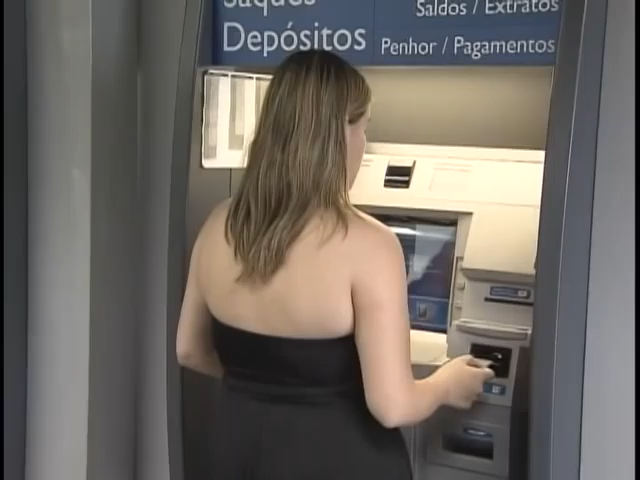 Saques
Depósitos
Saldos / Extratos
Penhor / Pagamentos